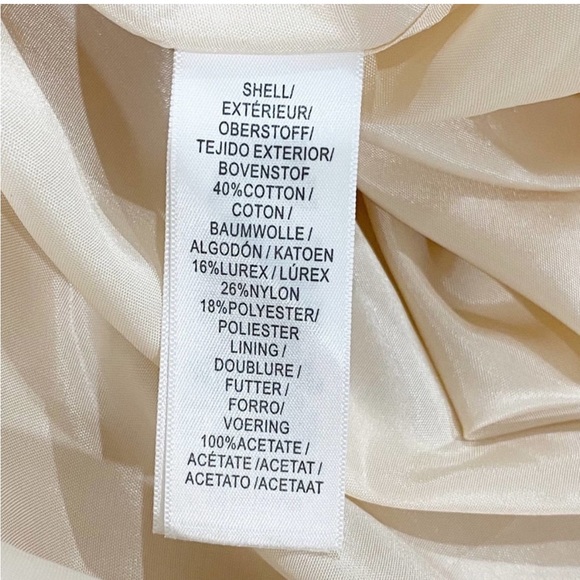 SHELL/
EXTÉRIEUR/
OBERSTOFF/
TEJIDO EXTERIOR/
BOVENSTOF
40%COTTON /
COTON /
BAUMWOLLE /
ALGODÓN / KATOEN
16%LUREX / LÚREX
26%NYLON
18%POLYESTER/
POLIESTER
LINING /
DOUBLURE /
FUTTER /
FORRO/
VOERING
100%ACETATE /
ACÉTATE /ACETAT /
ACETATO /ACETAAT